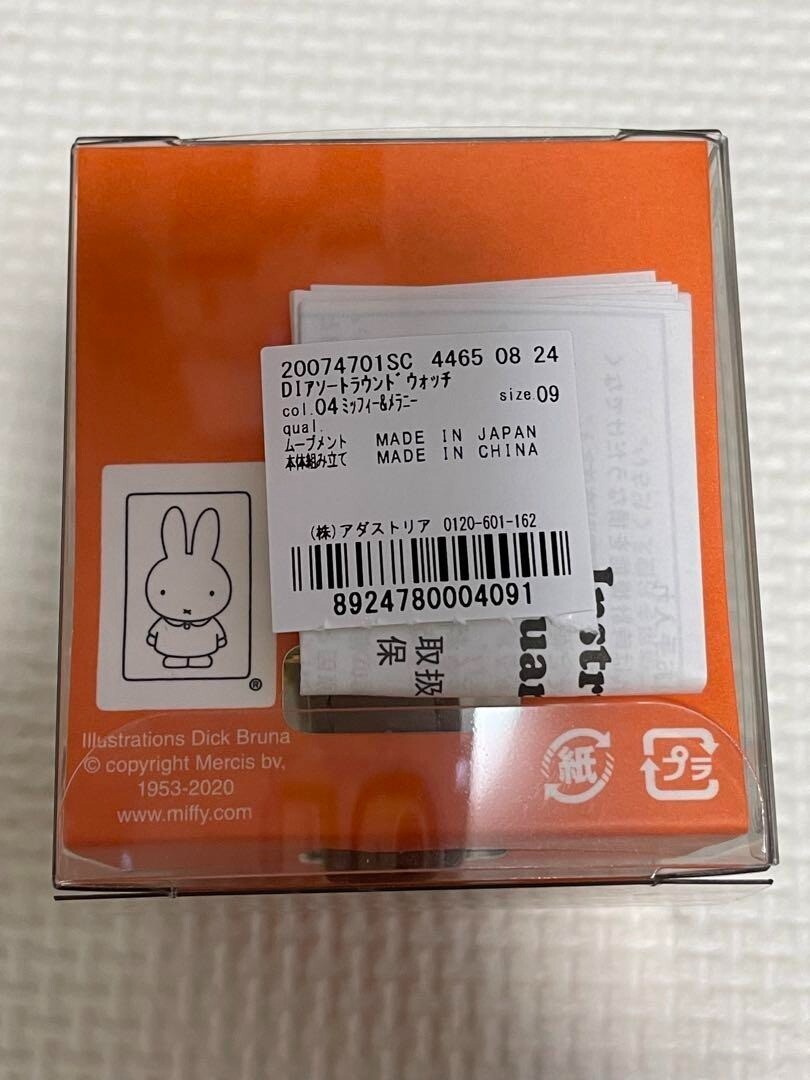 20074701SC 4465 08 24
DIアソートラウンドウォッチ
col.04ミッフィー&メラニー size.09
qual.
ムーブメント MADE IN JAPAN
本体組み立て MADE IN CHINA
(株)アダストリア 0120-601-162
8924780004091
取扱
保
Instr
uar
®
Illustrations Dick Bruna
© copyright Mercis bv,
1953-2020
www.miffy.com
紙
プラ